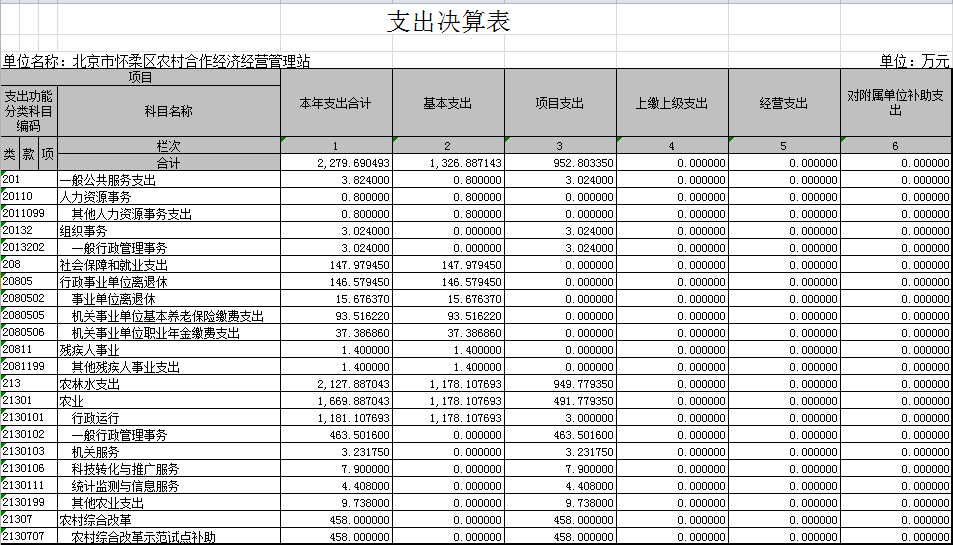 支出决算表
单位名称：北京市怀柔区农村合作经济经营管理站 单位：万元
项目 本年支出合计 基本支出 项目支出 上缴上级支出 经营支出 对附属单位补助支出
支出功能分类科目编码 科目名称
类 款 项 栏次 1 2 3 4 5 6
合计 2,279.690493 1,326.887143 952.803350 0.000000 0.000000 0.000000
201 一般公共服务支出 3.824000 0.800000 3.024000 0.000000 0.000000 0.000000
20110 人力资源事务 0.800000 0.800000 0.000000 0.000000 0.000000 0.000000
2011099 其他人力资源事务支出 0.800000 0.800000 0.000000 0.000000 0.000000 0.000000
20132 组织事务 3.024000 0.000000 3.024000 0.000000 0.000000 0.000000
2013202 一般行政管理事务 3.024000 0.000000 3.024000 0.000000 0.000000 0.000000
208 社会保障和就业支出 147.979450 147.979450 0.000000 0.000000 0.000000 0.000000
20805 行政事业单位离退休 146.579450 146.579450 0.000000 0.000000 0.000000 0.000000
2080502 事业单位离退休 15.676370 15.676370 0.000000 0.000000 0.000000 0.000000
2080505 机关事业单位基本养老保险缴费支出 93.516220 93.516220 0.000000 0.000000 0.000000 0.000000
2080506 机关事业单位职业年金缴费支出 37.386860 37.386860 0.000000 0.000000 0.000000 0.000000
20811 残疾人事业 1.400000 1.400000 0.000000 0.000000 0.000000 0.000000
2081199 其他残疾人事业支出 1.400000 1.400000 0.000000 0.000000 0.000000 0.000000
213 农林水支出 2,127.887043 1,178.107693 949.779350 0.000000 0.000000 0.000000
21301 农业 1,669.887043 1,178.107693 491.779350 0.000000 0.000000 0.000000
2130101 行政运行 1,181.107693 1,178.107693 3.000000 0.000000 0.000000 0.000000
2130102 一般行政管理事务 463.501600 0.000000 463.501600 0.000000 0.000000 0.000000
2130103 机关服务 3.231750 0.000000 3.231750 0.000000 0.000000 0.000000
2130106 科技转化与推广服务 7.900000 0.000000 7.900000 0.000000 0.000000 0.000000
2130111 统计监测与信息服务 4.408000 0.000000 4.408000 0.000000 0.000000 0.000000
2130199 其他农业支出 9.738000 0.000000 9.738000 0.000000 0.000000 0.000000
21307 农村综合改革 458.000000 0.000000 458.000000 0.000000 0.000000 0.000000
2130707 农村综合改革示范试点补助 458.000000 0.000000 458.000000 0.000000 0.000000 0.000000